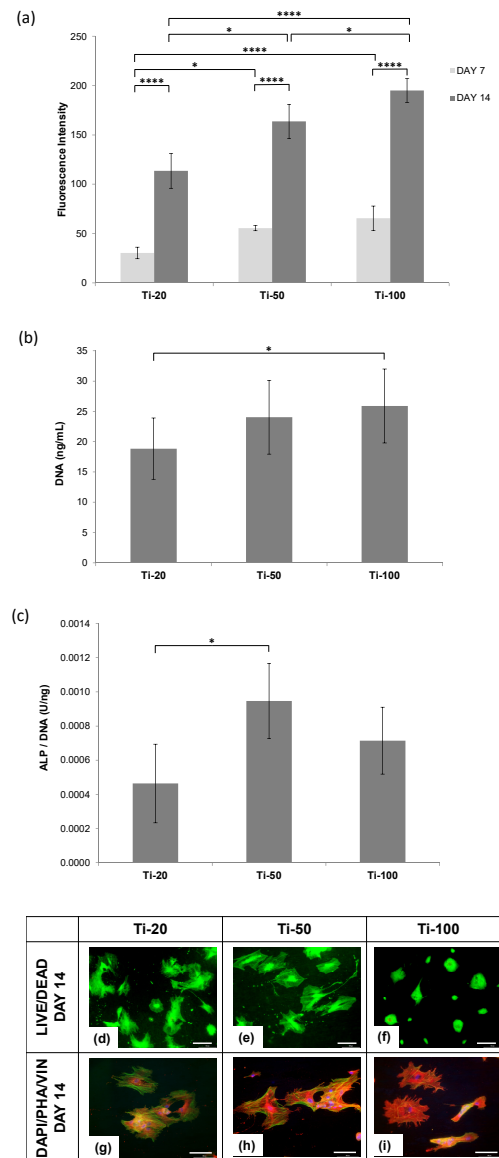 (a)
****
* *
****
*
**** **** ****
250
200
150
100
50
0
Fluorescence Intensity
DAY 7
DAY 14
Ti-20 Ti-50 Ti-100
(b)
*
35
30
25
20
15
10
5
0
DNA (ng/mL)
Ti-20 Ti-50 Ti-100
(c)
*
0.0014
0.0012
0.0010
0.0008
0.0006
0.0004
0.0002
0.0000
ALP / DNA (U/ng)
Ti-20 Ti-50 Ti-100
Ti-20 Ti-50 Ti-100
LIVE/DEAD
DAY 14
(d) (e) (f)
DAPI/PHA/VIN
DAY 14
(g) (h) (i)